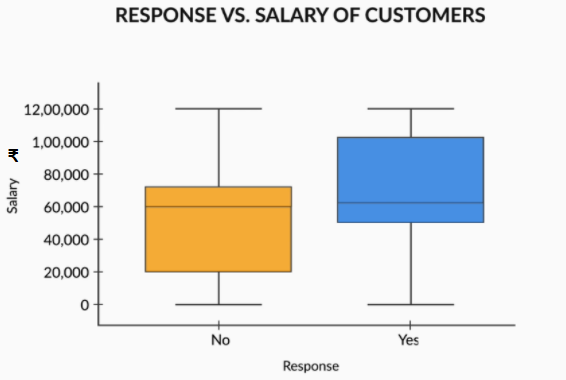 RESPONSE VS. SALARY OF CUSTOMERS
12,00,000
1,00,000
80,000
60,000
40,000
20,000
0
₹
Salary
No
Yes
Response